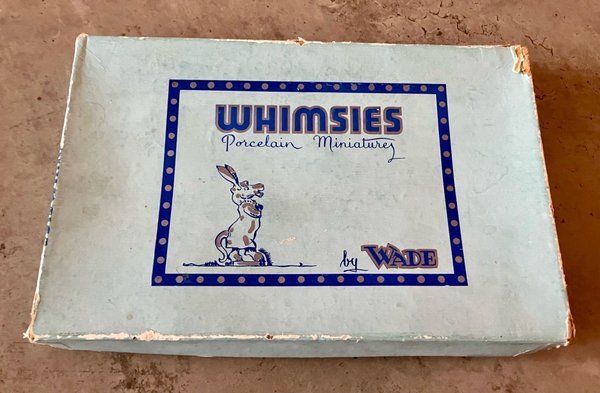 WHIMSIES
Porcelain Miniatures
by WADE